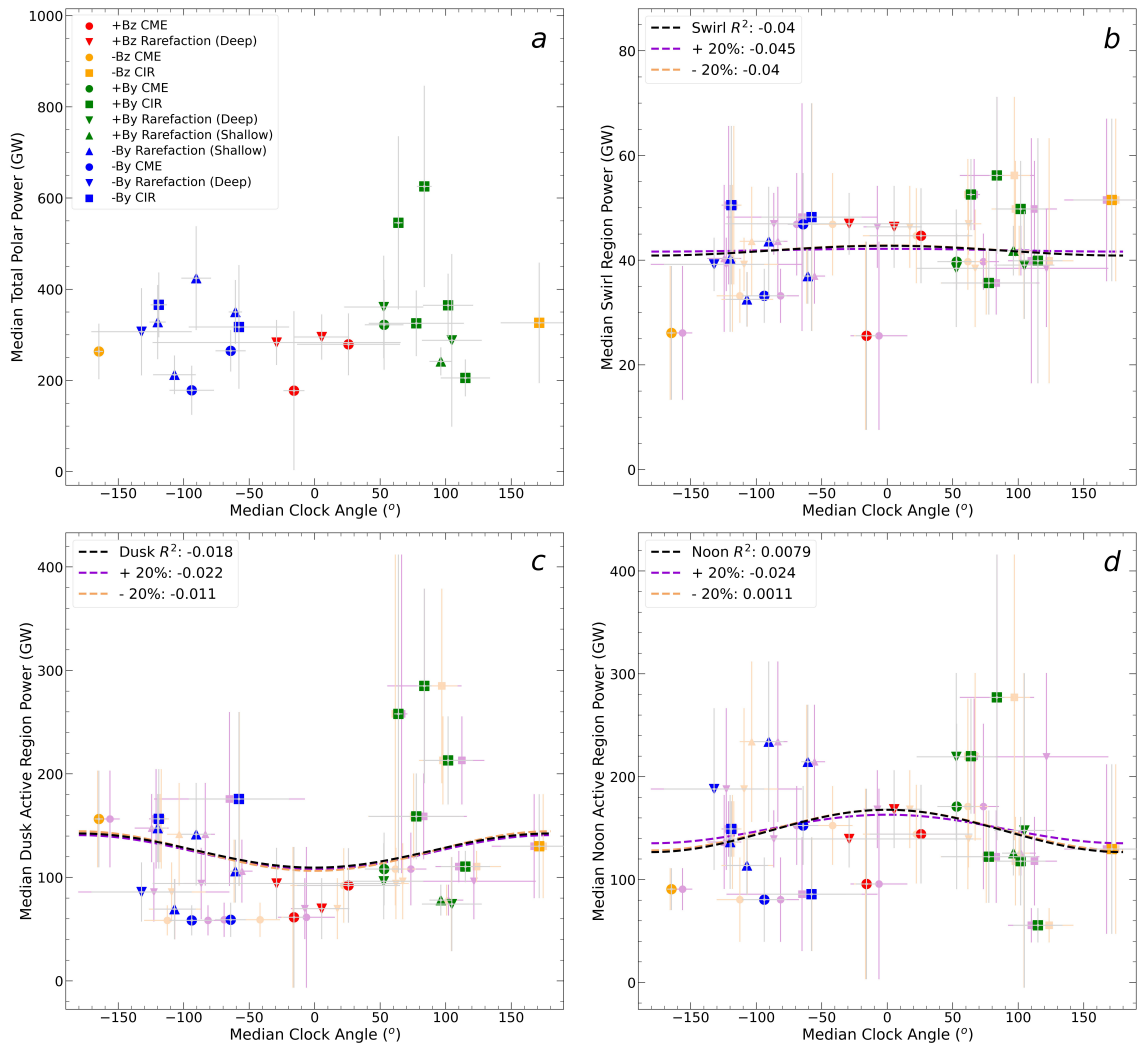 a
+Bz CME
+Bz Rarefaction (Deep)
-Bz CME
-Bz CIR
+By CME
+By CIR
+By Rarefaction (Deep)
+By Rarefaction (Shallow)
-By Rarefaction (Shallow)
-By CME
-By Rarefaction (Deep)
-By CIR
Median Total Polar Power (GW)
1000
800
600
400
200
0
−150 −100 −50 0 50 100 150
Median Clock Angle (°)
b
Swirl R²: -0.04
+ 20%: -0.045
- 20%: -0.04
Median Swirl Region Power (GW)
80
60
40
20
0
−150 −100 −50 0 50 100 150
Median Clock Angle (°)
c
Dusk R²: -0.018
+ 20%: -0.022
- 20%: -0.011
Median Dusk Active Region Power (GW)
400
300
200
100
0
−150 −100 −50 0 50 100 150
Median Clock Angle (°)
d
Noon R²: 0.0079
+ 20%: -0.024
- 20%: 0.0011
Median Noon Active Region Power (GW)
400
300
200
100
0
−150 −100 −50 0 50 100 150
Median Clock Angle (°)